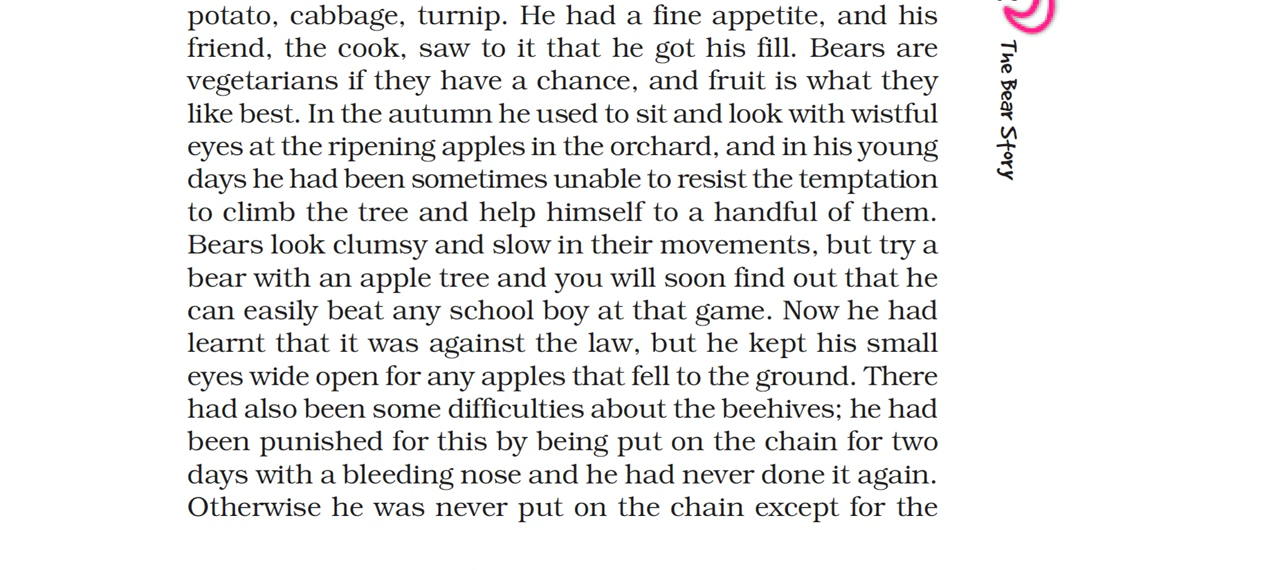 potato, cabbage, turnip. He had a fine appetite, and his
friend, the cook, saw to it that he got his fill. Bears are
vegetarians if they have a chance, and fruit is what they
like best. In the autumn he used to sit and look with wistful
eyes at the ripening apples in the orchard, and in his young
days he had been sometimes unable to resist the temptation
to climb the tree and help himself to a handful of them.
Bears look clumsy and slow in their movements, but try a
bear with an apple tree and you will soon find out that he
can easily beat any school boy at that game. Now he had
learnt that it was against the law, but he kept his small
eyes wide open for any apples that fell to the ground. There
had also been some difficulties about the beehives; he had
been punished for this by being put on the chain for two
days with a bleeding nose and he had never done it again.
Otherwise he was never put on the chain except for the
The Bear Story